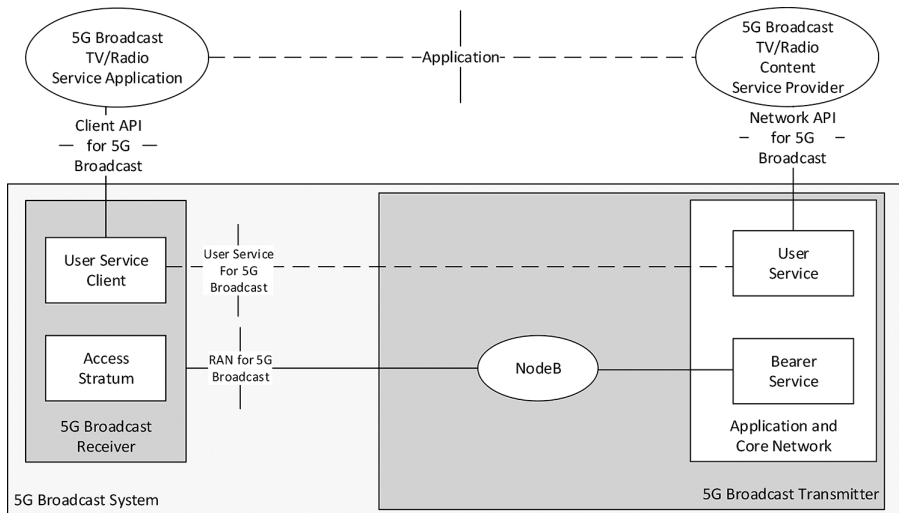 5G Broadcast
TV/Radio
Service Application
Application
5G Broadcast
TV/Radio
Content
Service Provider
Client API
for 5G
Broadcast
Network API
for 5G
Broadcast
User Service
Client
User Service
For 5G
Broadcast
User
Service
Access
Stratum
RAN for 5G
Broadcast
NodeB
Bearer
Service
5G Broadcast
Receiver
Application and
Core Network
5G Broadcast System
5G Broadcast Transmitter